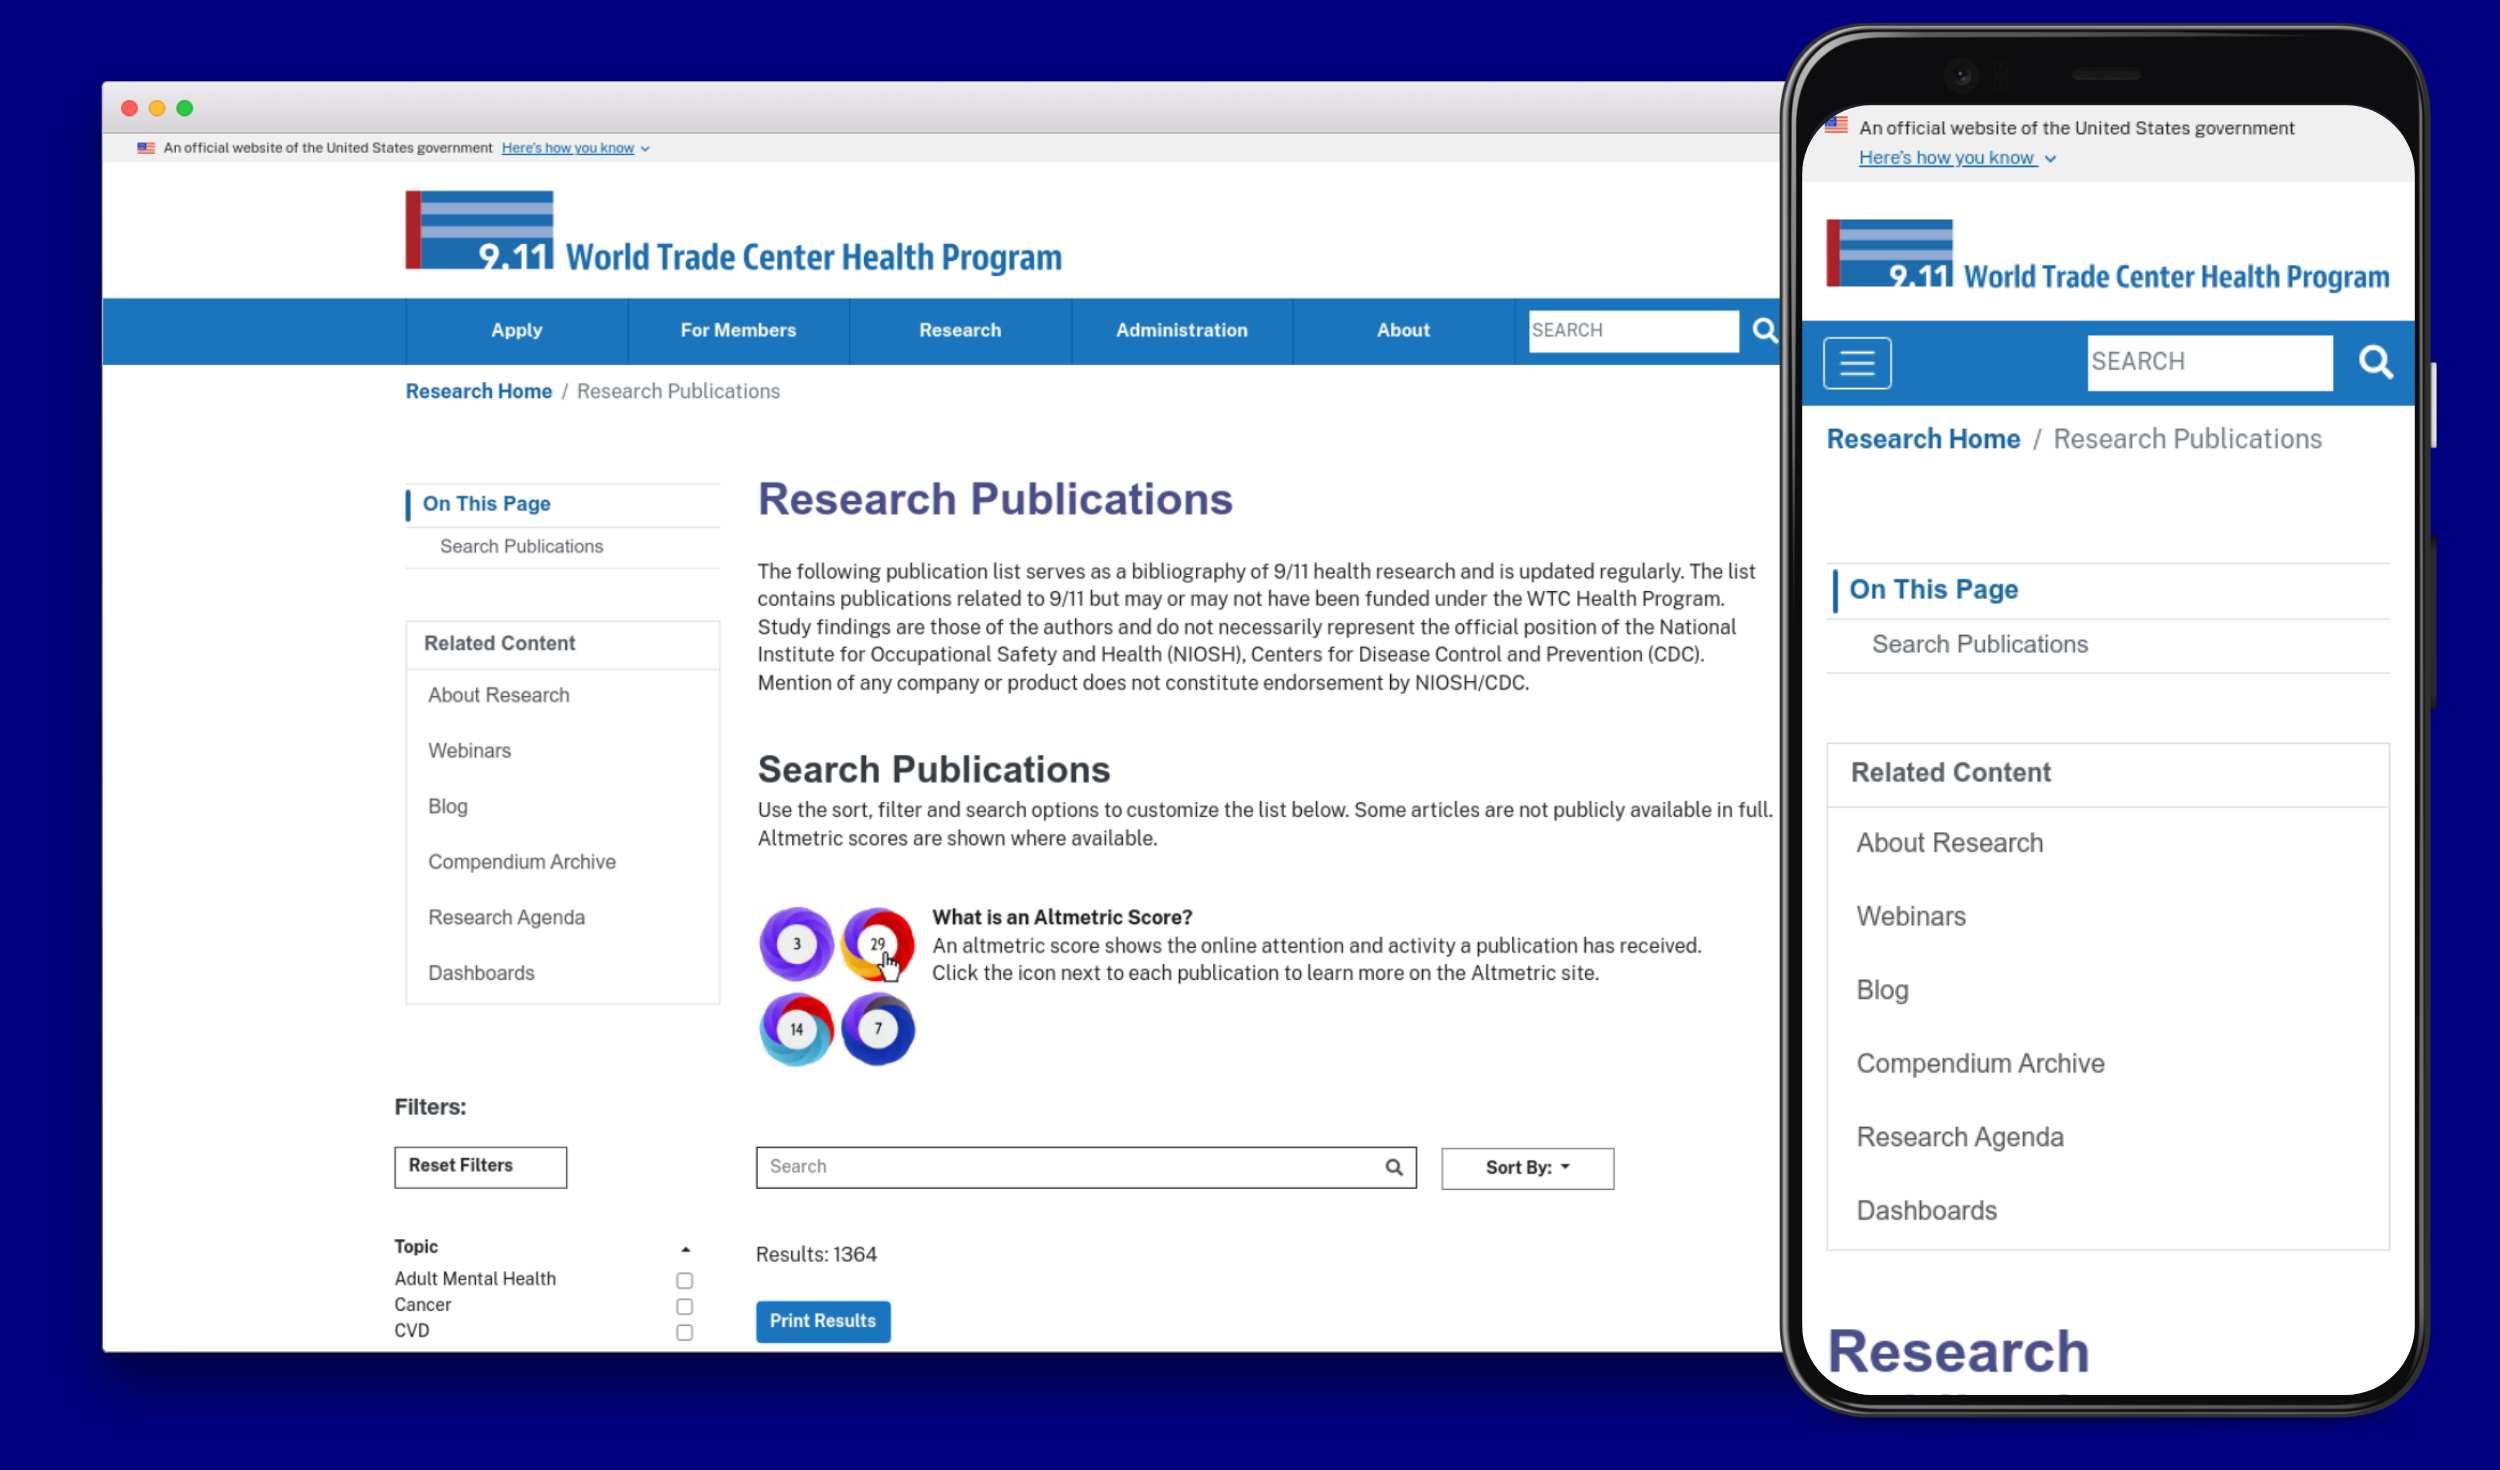 An official website of the United States government Here's how you know
9.11 World Trade Center Health Program
Apply For Members Research Administration About SEARCH
Research Home / Research Publications
On This Page
Search Publications
Related Content
About Research
Webinars
Blog
Compendium Archive
Research Agenda
Dashboards
Research Publications
The following publication list serves as a bibliography of 9/11 health research and is updated regularly. The list
contains publications related to 9/11 but may or may not have been funded under the WTC Health Program.
Study findings are those of the authors and do not necessarily represent the official position of the National
Institute for Occupational Safety and Health (NIOSH), Centers for Disease Control and Prevention (CDC).
Mention of any company or product does not constitute endorsement by NIOSH/CDC.
Search Publications
Use the sort, filter and search options to customize the list below. Some articles are not publicly available in full.
Altmetric scores are shown where available.
3 29
14 7
What is an Altmetric Score?
An altmetric score shows the online attention and activity a publication has received.
Click the icon next to each publication to learn more on the Altmetric site.
Filters:
Reset Filters
Search
Sort By:
Topic
Adult Mental Health
Cancer
CVD
Results: 1364
Print Results
An official website of the United States government
Here's how you know
9.11 World Trade Center Health Program
SEARCH
Research Home / Research Publications
On This Page
Search Publications
Related Content
About Research
Webinars
Blog
Compendium Archive
Research Agenda
Dashboards
Research